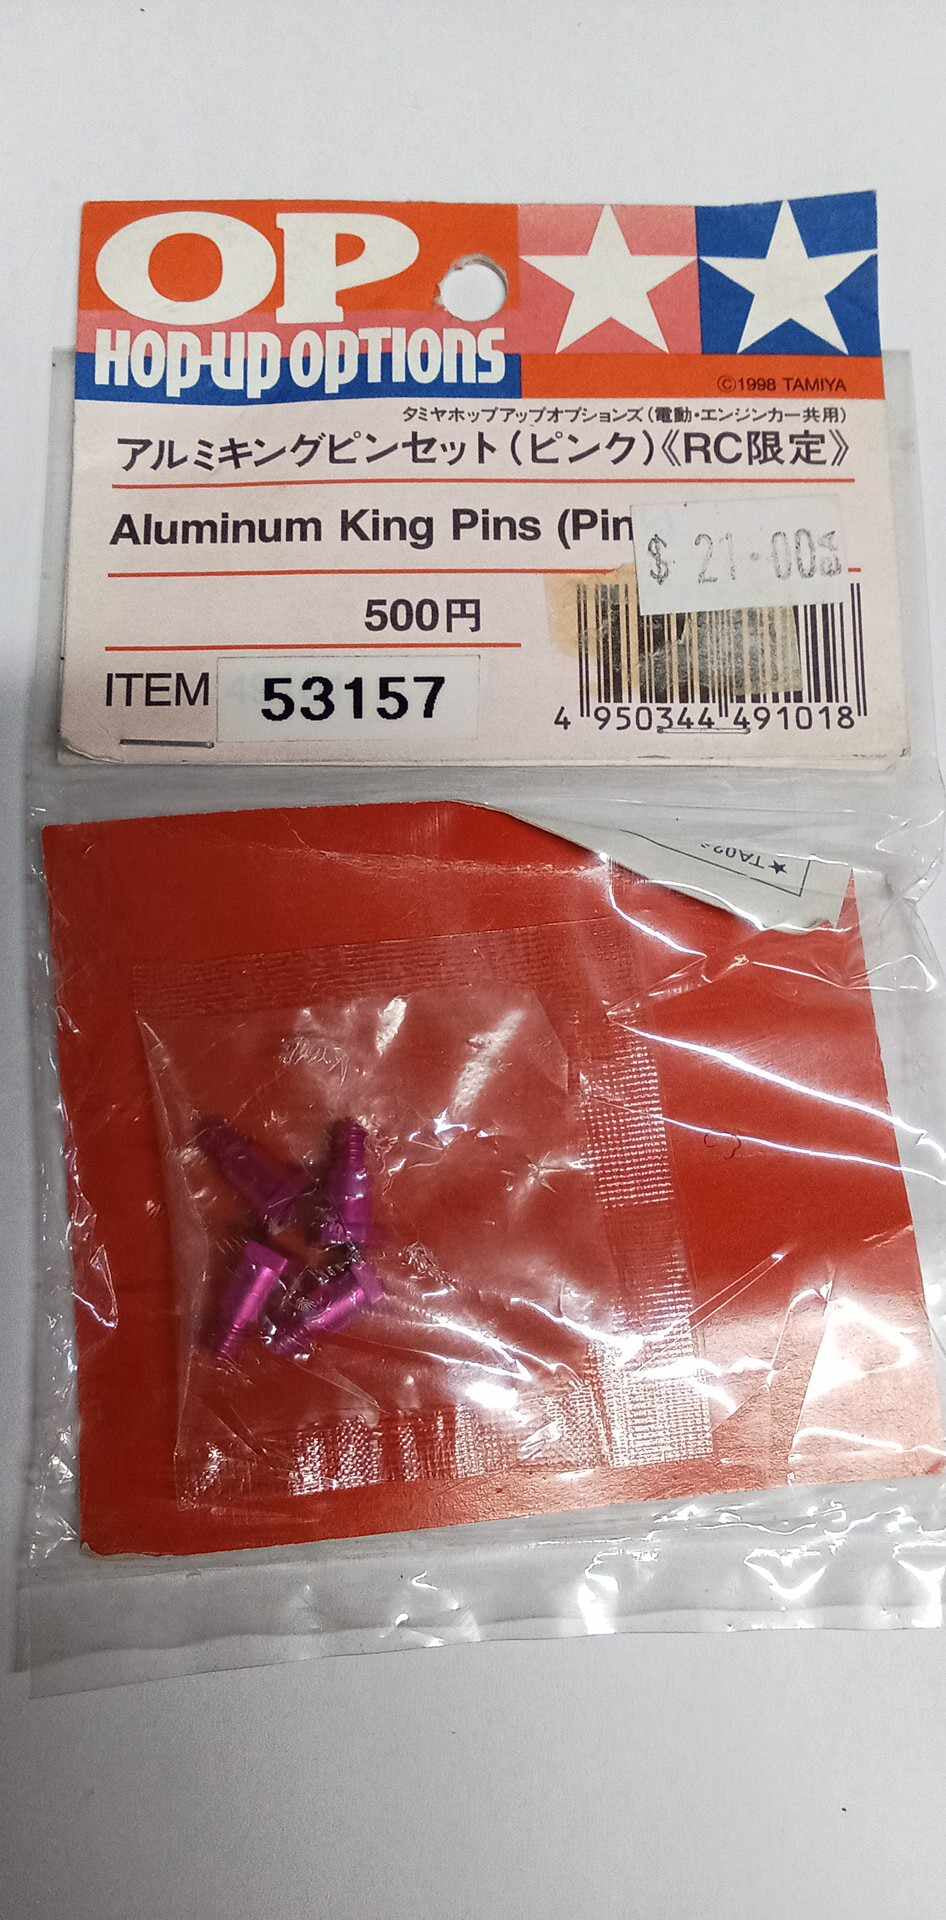 OP
HOP-UP OPTIONS
©1998 TAMIYA
タミヤホップアップオプションズ(電動・エンジンカー共用)
アルミキングピンセット(ピンク)《RC限定》
Aluminum King Pins (Pin
$ 21.00
500円
ITEM 53157
4 950344 491018
★TA02